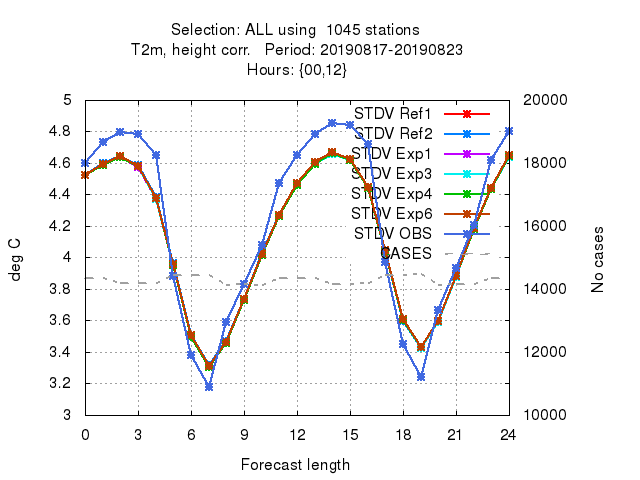 Selection: ALL using  1045 stations
T2m, height corr.   Period: 20190817-20190823
Hours: {00,12}
5
4.8
4.6
4.4
4.2
4
3.8
3.6
3.4
3.2
3
deg C
20000
18000
16000
14000
12000
10000
No cases
STDV Ref1
STDV Ref2
STDV Exp1
STDV Exp3
STDV Exp4
STDV Exp6
STDV OBS
CASES
0 3 6 9 12 15 18 21 24
Forecast length